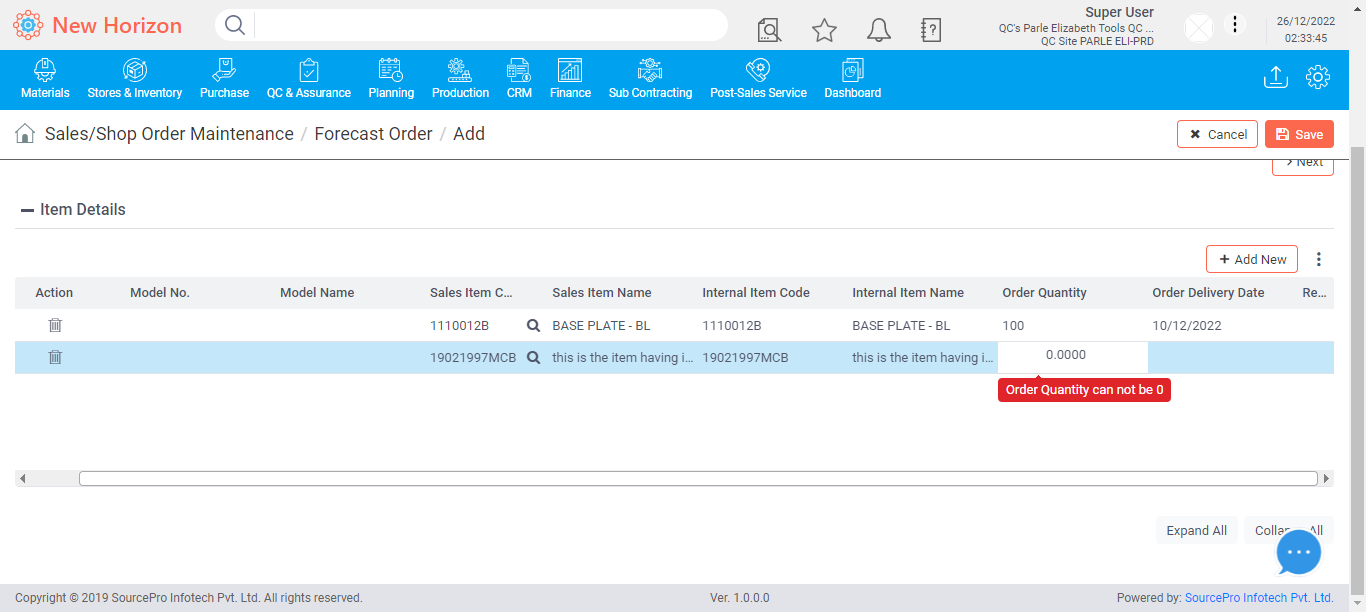 New Horizon
Super User
QC's Parle Elizabeth Tools QC ...
QC Site PARLE ELI-PRD
26/12/2022
02:33:45
Materials Stores & Inventory Purchase QC & Assurance Planning Production CRM Finance Sub Contracting Post-Sales Service Dashboard
Sales/Shop Order Maintenance / Forecast Order / Add
Cancel Save
Next
Item Details
+ Add New
Action Model No. Model Name Sales Item C... Sales Item Name Internal Item Code Internal Item Name Order Quantity Order Delivery Date Re...
1110012B BASE PLATE - BL 1110012B BASE PLATE - BL 100 10/12/2022
19021997MCB this is the item having i... 19021997MCB this is the item having i... 0.0000
Order Quantity can not be 0
Expand All Collapse All
Copyright © 2019 SourcePro Infotech Pvt. Ltd. All rights reserved. Ver. 1.0.0.0 Powered by: SourcePro Infotech Pvt. Ltd.